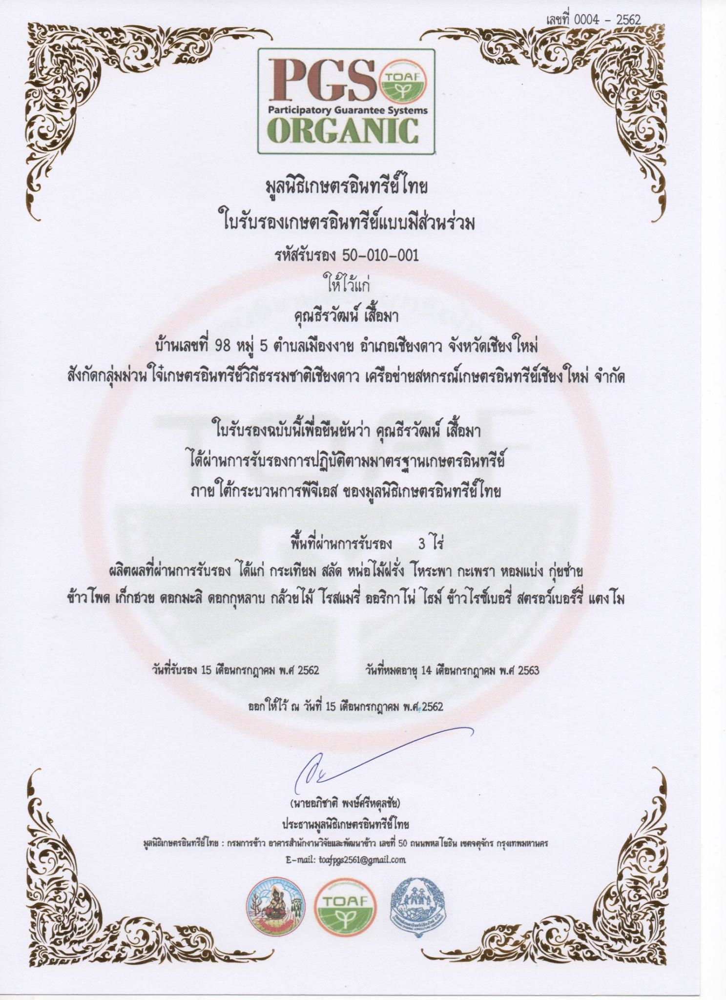 เลขที่ 0004 - 2562
PGS
TOAF
Participatory Guarantee Systems
ORGANIC
มูลนิธิเกษตรอินทรีย์ไทย
ใบรับรองเกษตรอินทรีย์แบบมีส่วนร่วม
รหัสรับรอง 50-010-001
ให้ไว้แก่
คุณธีรวัฒน์ เสื้อมา
บ้านเลขที่ 98 หมู่ 5 ตำบลเมืองงาย อำเภอเชียงดาว จังหวัดเชียงใหม่
สังกัดกลุ่มม่วนใจ๋เกษตรอินทรีย์วิถีธรรมชาติเชียงดาว เครือข่ายสหกรณ์เกษตรอินทรีย์เชียงใหม่ จำกัด
ใบรับรองฉบับนี้เพื่อยืนยันว่า คุณธีรวัฒน์ เสื้อมา
ได้ผ่านการรับรองการปฏิบัติตามมาตรฐานเกษตรอินทรีย์
ภายใต้กระบวนการพีจีเอส ของมูลนิธิเกษตรอินทรีย์ไทย
พื้นที่ผ่านการรับรอง 3 ไร่
ผลิตผลที่ผ่านการรับรอง ได้แก่ กระเทียม สลัด หน่อไม้ฝรั่ง โหระพา กะเพรา หอมแบ่ง กุ่ยช่าย
ข้าวโพด เก็กฮวย ดอกมะลิ ดอกกุหลาบ กล้วยไม้ โรสแมรี่ ออริกาโน่ ไธม์ ข้าวไรซ์เบอรี่ สตรอว์เบอร์รี่ แตงโม
วันที่รับรอง 15 เดือนกรกฎาคม พ.ศ 2562 วันที่หมดอายุ 14 เดือนกรกฎาคม พ.ศ 2563
ออกให้ไว้ ณ วันที่ 15 เดือนกรกฎาคม พ.ศ.2562
(นายอภิชาติ พงษ์ศรีหดุลชัย)
ประธานมูลนิธิเกษตรอินทรีย์ไทย
มูลนิธิเกษตรอินทรีย์ไทย : กรมการข้าว อาคารสำนักงานวิจัยและพัฒนาข้าว เลขที่ 50 ถนนพหลโยธิน เขตจตุจักร กรุงเทพมหานคร
E-mail: toafpgs2561@gmail.com
TOAF